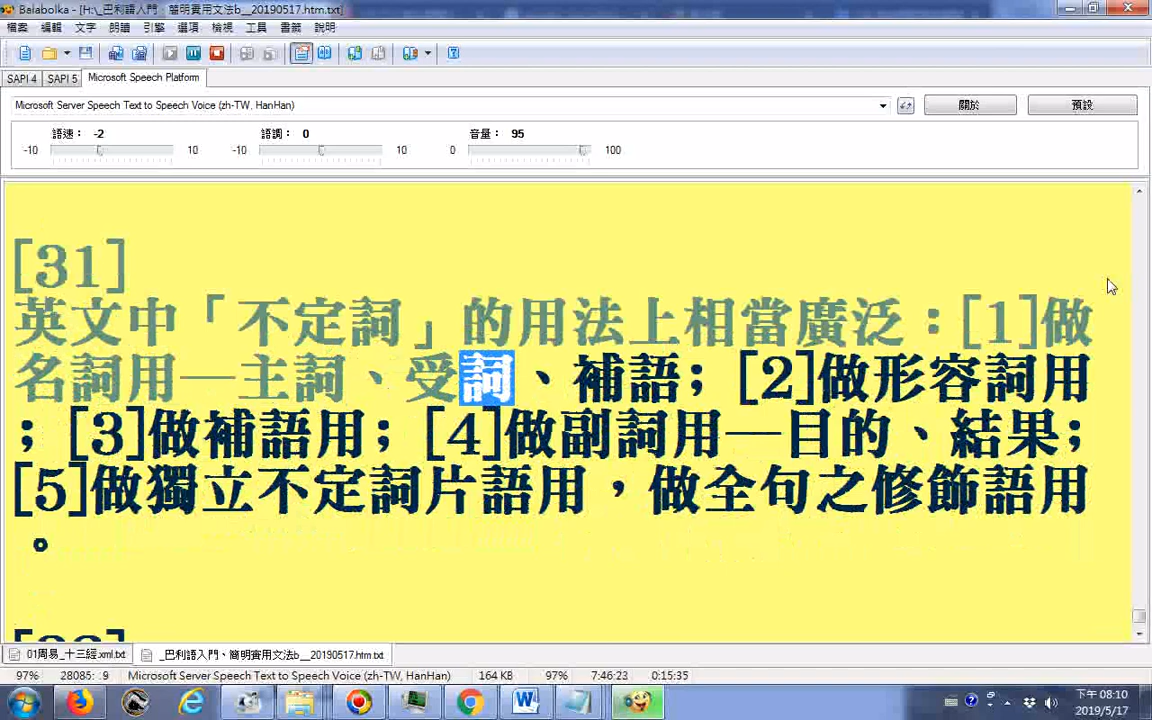 Balabolka - [H:\_巴利語入門、簡明實用文法b__20190517.htm.txt]
檔案 編輯 文字 朗讀 引擎 選項 檢視 工具 書籤 說明
SAPI 4 SAPI 5 Microsoft Speech Platform
Microsoft Server Speech Text to Speech Voice (zh-TW, HanHan) 關於 預設
語速： -2 語調： 0 音量： 95
-10 10 -10 10 0 100
[31]
英文中「不定詞」的用法上相當廣泛：[1]做
名詞用—主詞、受詞、補語；[2]做形容詞用
；[3]做補語用；[4]做副詞用—目的、結果；
[5]做獨立不定詞片語用，做全句之修飾語用
。
01周易_十三經.xml.txt _巴利語入門、簡明實用文法b__20190517.htm.txt
97% 28085: .9 Microsoft Server Speech Text to Speech Voice (zh-TW, HanHan) 164 KB 97% 7:46:23 0:15:35
下午 08:10
2019/5/17